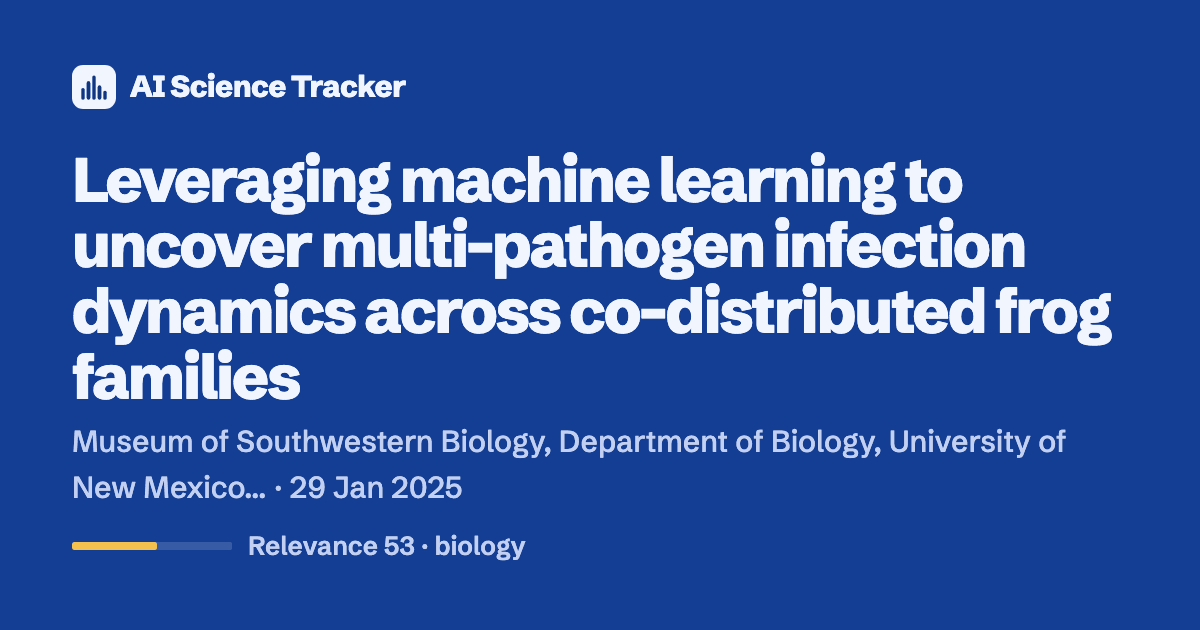 AI Science Tracker
Leveraging machine learning to
uncover multi-pathogen infection
dynamics across co-distributed frog
families
Museum of Southwestern Biology, Department of Biology, University of
New Mexico... · 29 Jan 2025
Relevance 53 · biology